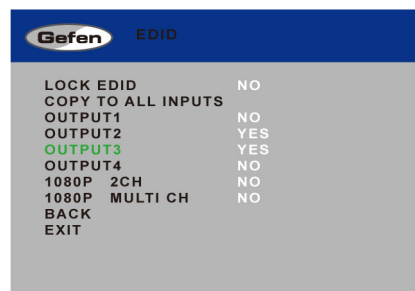 Gefen EDID
LOCK EDID NO
COPY TO ALL INPUTS
OUTPUT1 NO
OUTPUT2 YES
OUTPUT3 YES
OUTPUT4 NO
1080P 2CH NO
1080P MULTI CH NO
BACK
EXIT